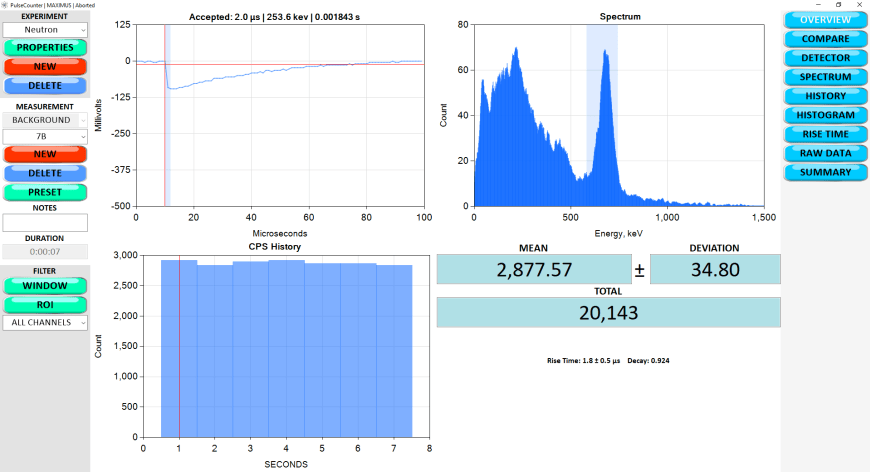 PulseCounter | MAXIMUS | Aborted
EXPERIMENT
Neutron
PROPERTIES
NEW
DELETE
MEASUREMENT
BACKGROUND
7B
NEW
DELETE
PRESET
NOTES
DURATION
0:00:07
FILTER
WINDOW
ROI
ALL CHANNELS
Accepted: 2.0 µs | 253.6 kev | 0.001843 s
Millivolts
125
0
-125
-250
-375
-500
0 20 40 60 80 100
Microseconds
Spectrum
Count
80
60
40
20
0
0 500 1,000 1,500
Energy, keV
CPS History
Count
3,000
2,500
2,000
1,500
1,000
500
0
0 1 2 3 4 5 6 7 8
SECONDS
MEAN
2,877.57
±
DEVIATION
34.80
TOTAL
20,143
Rise Time: 1.8 ± 0.5 µs Decay: 0.924
OVERVIEW
COMPARE
DETECTOR
SPECTRUM
HISTORY
HISTOGRAM
RISE TIME
RAW DATA
SUMMARY